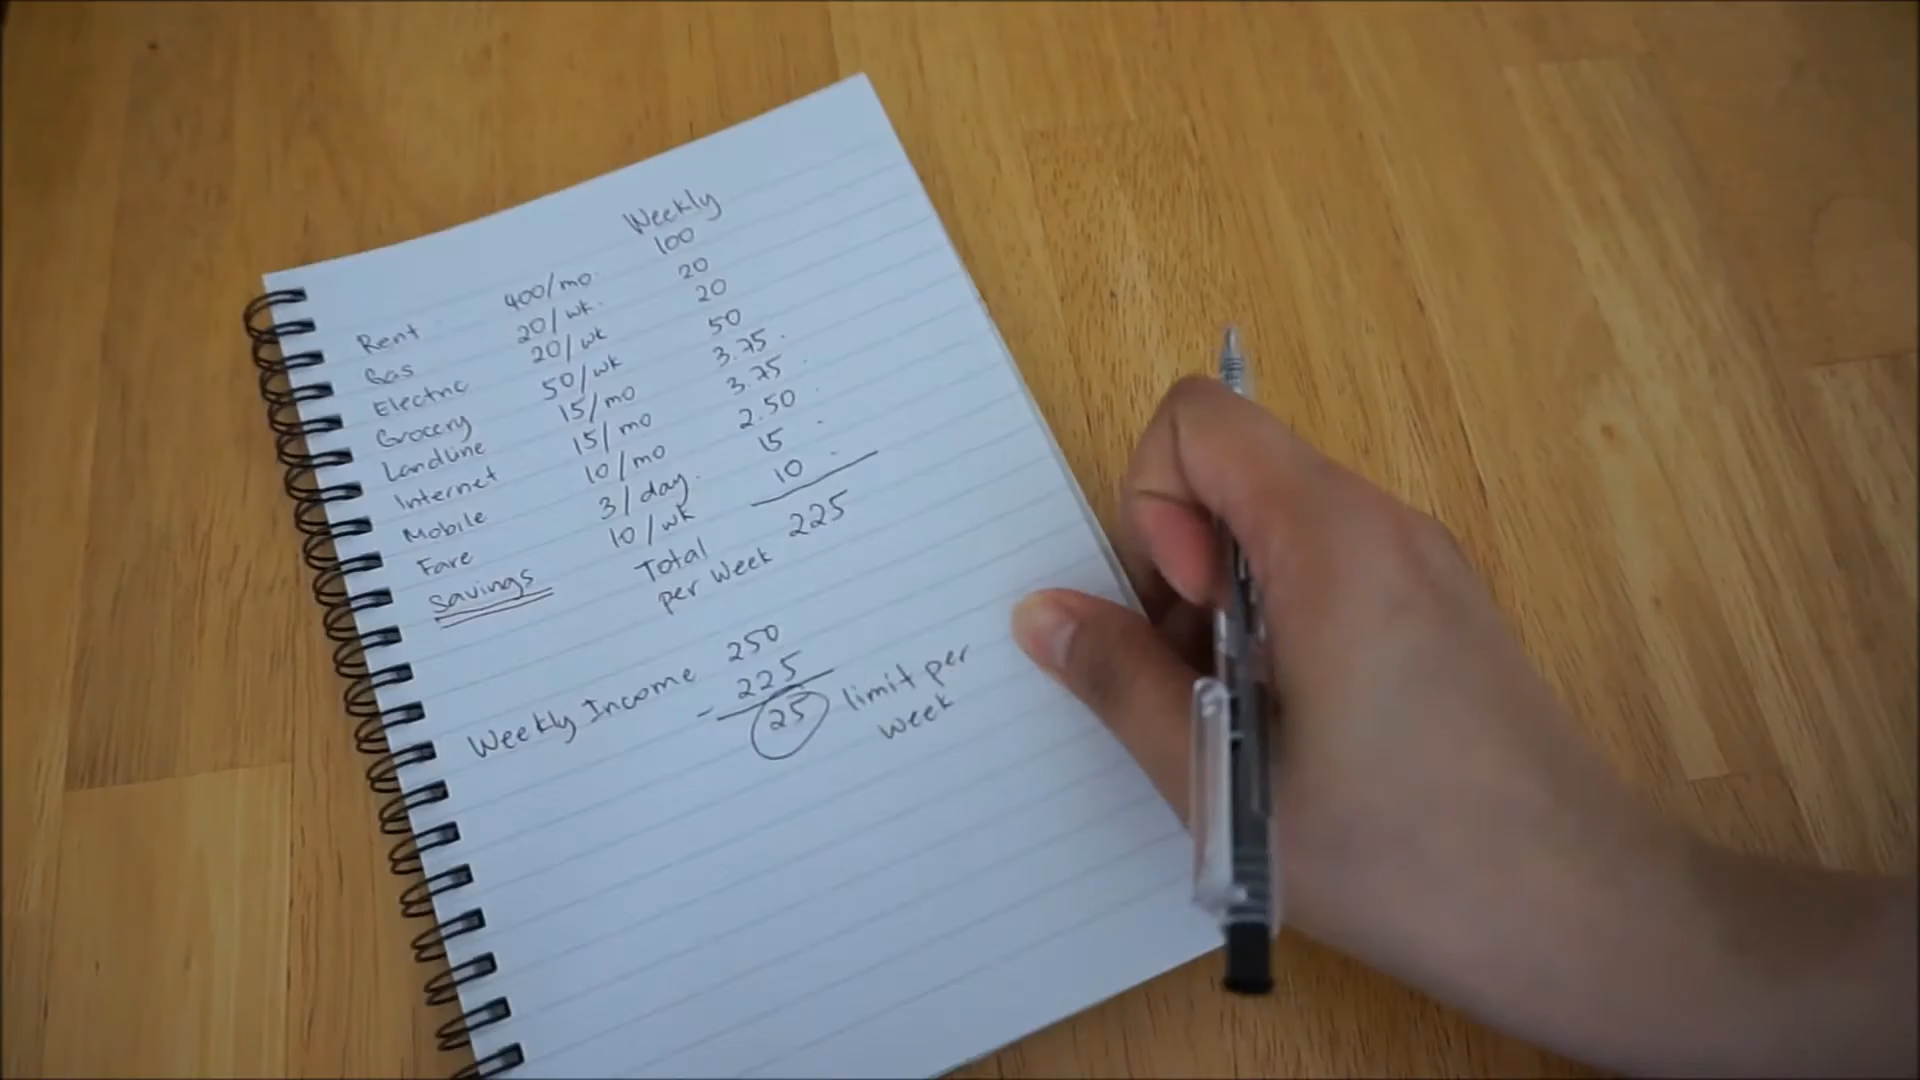 Weekly
Rent 400/mo. 100
Gas 20/wk. 20
Electric 20/wk 20
Grocery 50/wk 50
Landline 15/mo 3.75
Internet 15/mo 3.75
Mobile 10/mo 2.50
Fare 3/day. 15
Savings 10/wk 10
Total
per Week 225
Weekly Income 250
- 225
25 limit per
week